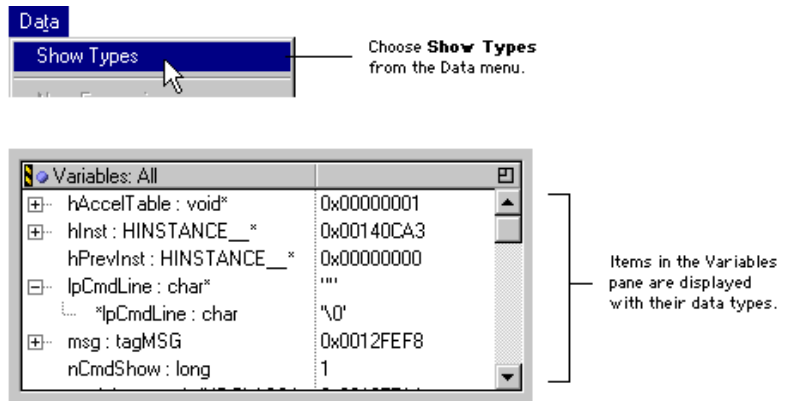 Data
Show Types
Choose Show Types
from the Data menu.
Variables: All
hAccelTable : void* 0x00000001
hInst : HINSTANCE__* 0x00140CA3
hPrevInst : HINSTANCE__* 0x00000000
lpCmdLine : char* ""
*lpCmdLine : char '\0'
msg : tagMSG 0x0012FEF8
nCmdShow : long 1
Items in the Variables
pane are displayed
with their data types.